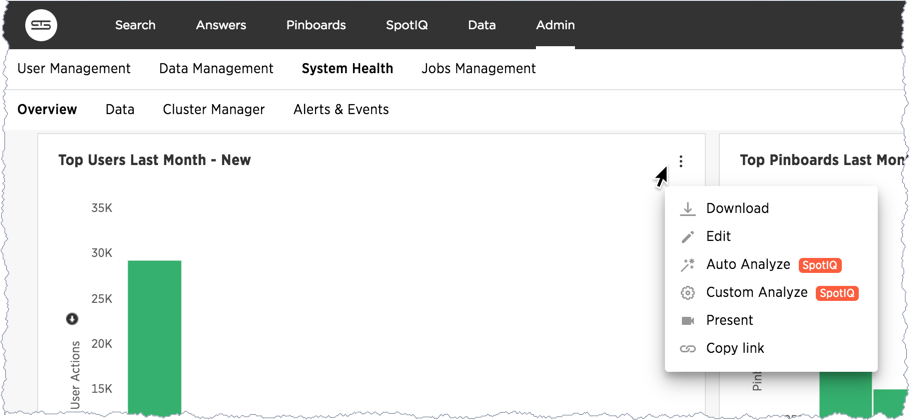 Search Answers Pinboards SpotIQ Data Admin
User Management Data Management System Health Jobs Management
Overview Data Cluster Manager Alerts & Events
Top Users Last Month - New
Top Pinboards Last Mon
35K
30K
25K
20K
15K
User Actions
Download
Edit
Auto Analyze SpotIQ
Custom Analyze SpotIQ
Present
Copy link
Pin